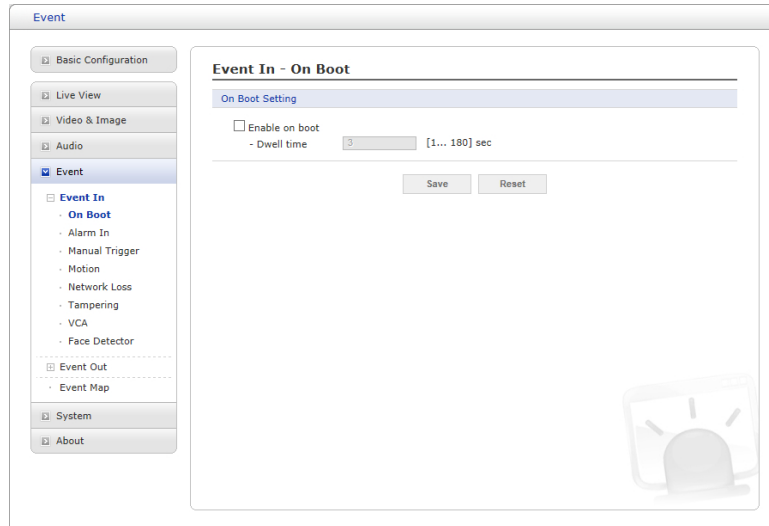 Event
Basic Configuration
Live View
Video & Image
Audio
Event
Event In
On Boot
Alarm In
Manual Trigger
Motion
Network Loss
Tampering
VCA
Face Detector
Event Out
Event Map
System
About
Event In - On Boot
On Boot Setting
Enable on boot
- Dwell time 3 [1... 180] sec
Save Reset